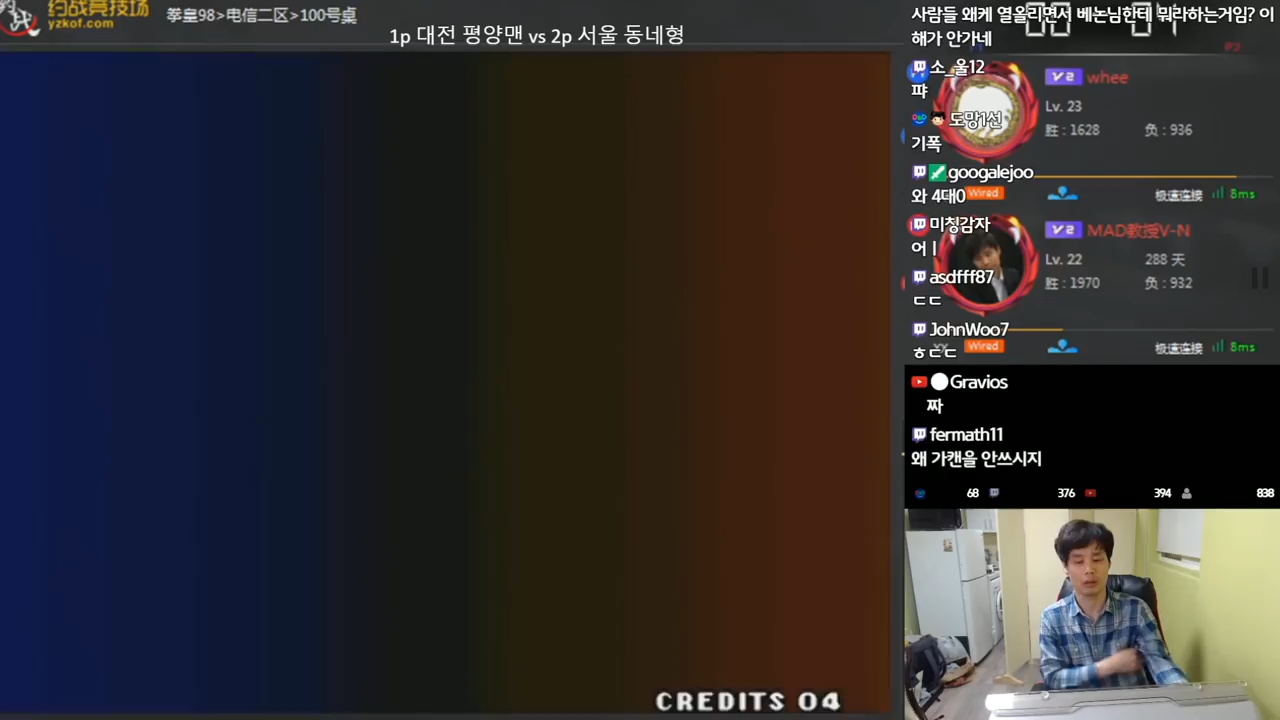 约战竞技场
yzkof.com
拳皇98>电信二区>100号桌
1p 대전 평양맨 vs 2p 서울 동네형
CREDITS 04
사람들 왜케 열올리면서 베논님한테 뭐라하는거임? 이
해가 안가네
P2
소_울12
퍄
도망1선
기폭
googalejoo
와 4대0
미청감자
어 |
asdfff87
ㄷㄷ
JohnWoo7
ㅎㄷㄷ
V2 whee
Lv. 23
胜 : 1628 负 : 936
Wired 极速连接 8ms
V2 MAD教授V-N
Lv. 22 288 天
胜 : 1970 负 : 932
Wired 极速连接 8ms
Gravios
짜
fermath11
왜 가캔을 안쓰시지
68 376 394 838